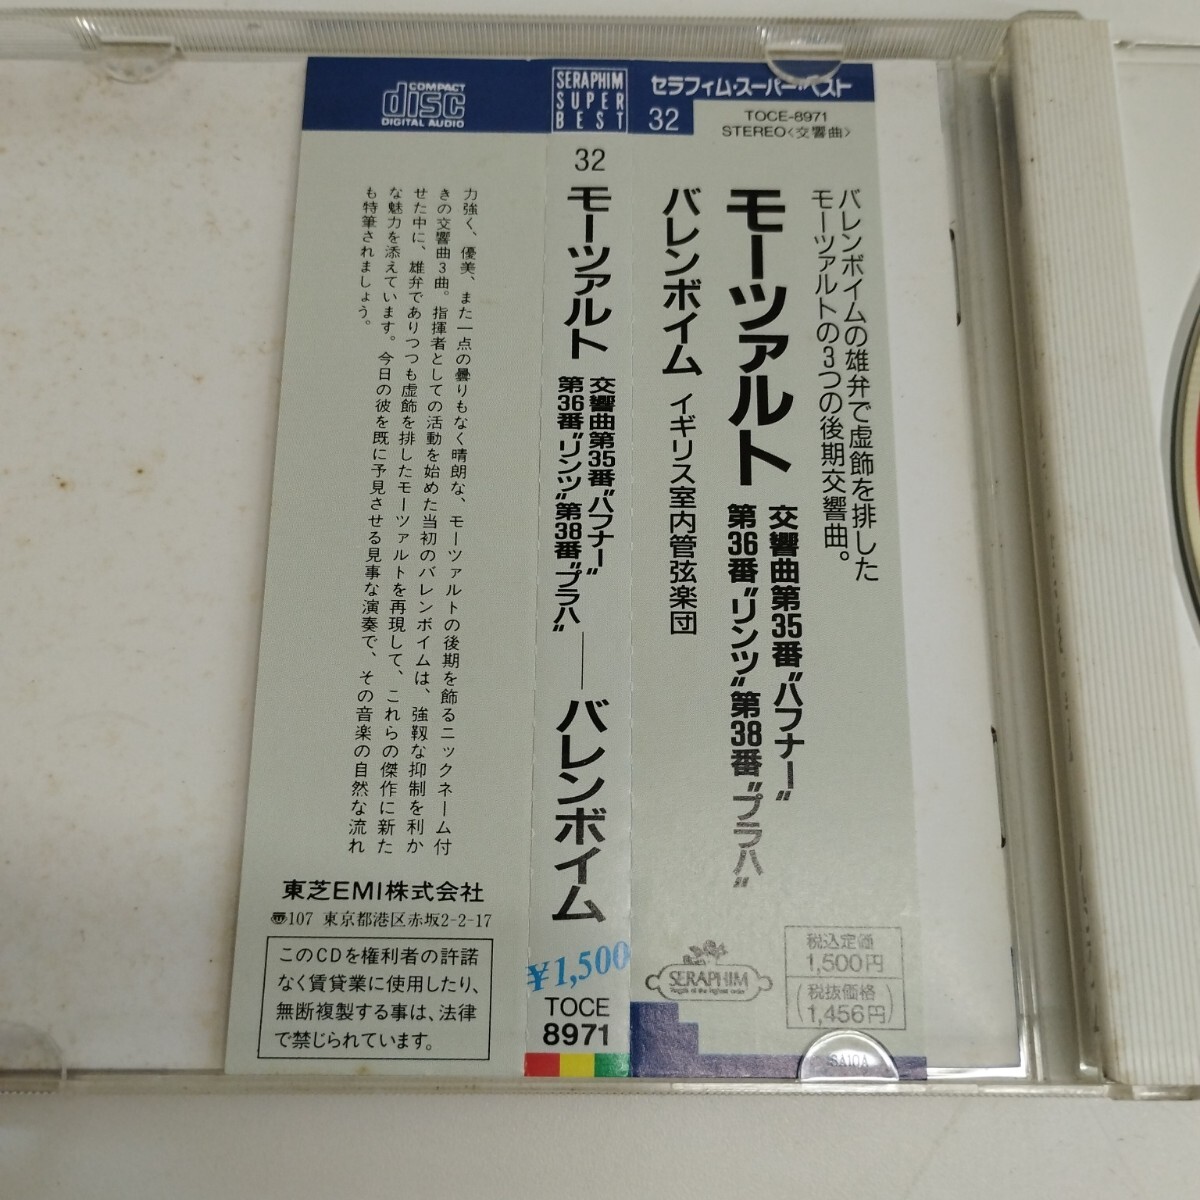 COMPACT
disc
DIGITAL AUDIO
力強く、優美、また一点の曇りもなく晴朗な、モーツァルトの後期を飾るニックネーム付
きの交響曲3曲。指揮者としての活動を始めた当初のバレンボイムは、強靱な抑制を利か
せた中に、雄弁でありつつも虚飾を排したモーツァルトを再現して、これらの傑作に新た
な魅力を添えています。今日の彼を既に予見させる見事な演奏で、その音楽の自然な流れ
も特筆されましょう。
東芝EMI株式会社
〠107 東京都港区赤坂2-2-17
このCDを権利者の許諾
なく賃貸業に使用したり、
無断複製する事は、法律
で禁じられています。
SERAPHIM
SUPER
BEST
32
モーツァルト
交響曲第35番“ハフナー”
第36番“リンツ”第38番“プラハ”
バレンボイム
¥1,500
TOCE
8971
セラフィム・スーパー・ベスト
32
TOCE-8971
STEREO〈交響曲〉
バレンボイムの雄弁で虚飾を排した
モーツァルトの3つの後期交響曲。
モーツァルト
交響曲第35番“ハフナー”
第36番“リンツ”第38番“プラハ”
バレンボイム イギリス室内管弦楽団
SERAPHIM
Angels of the highest order
税込定価
1,500円
(税抜価格
1,456円)
SA10A